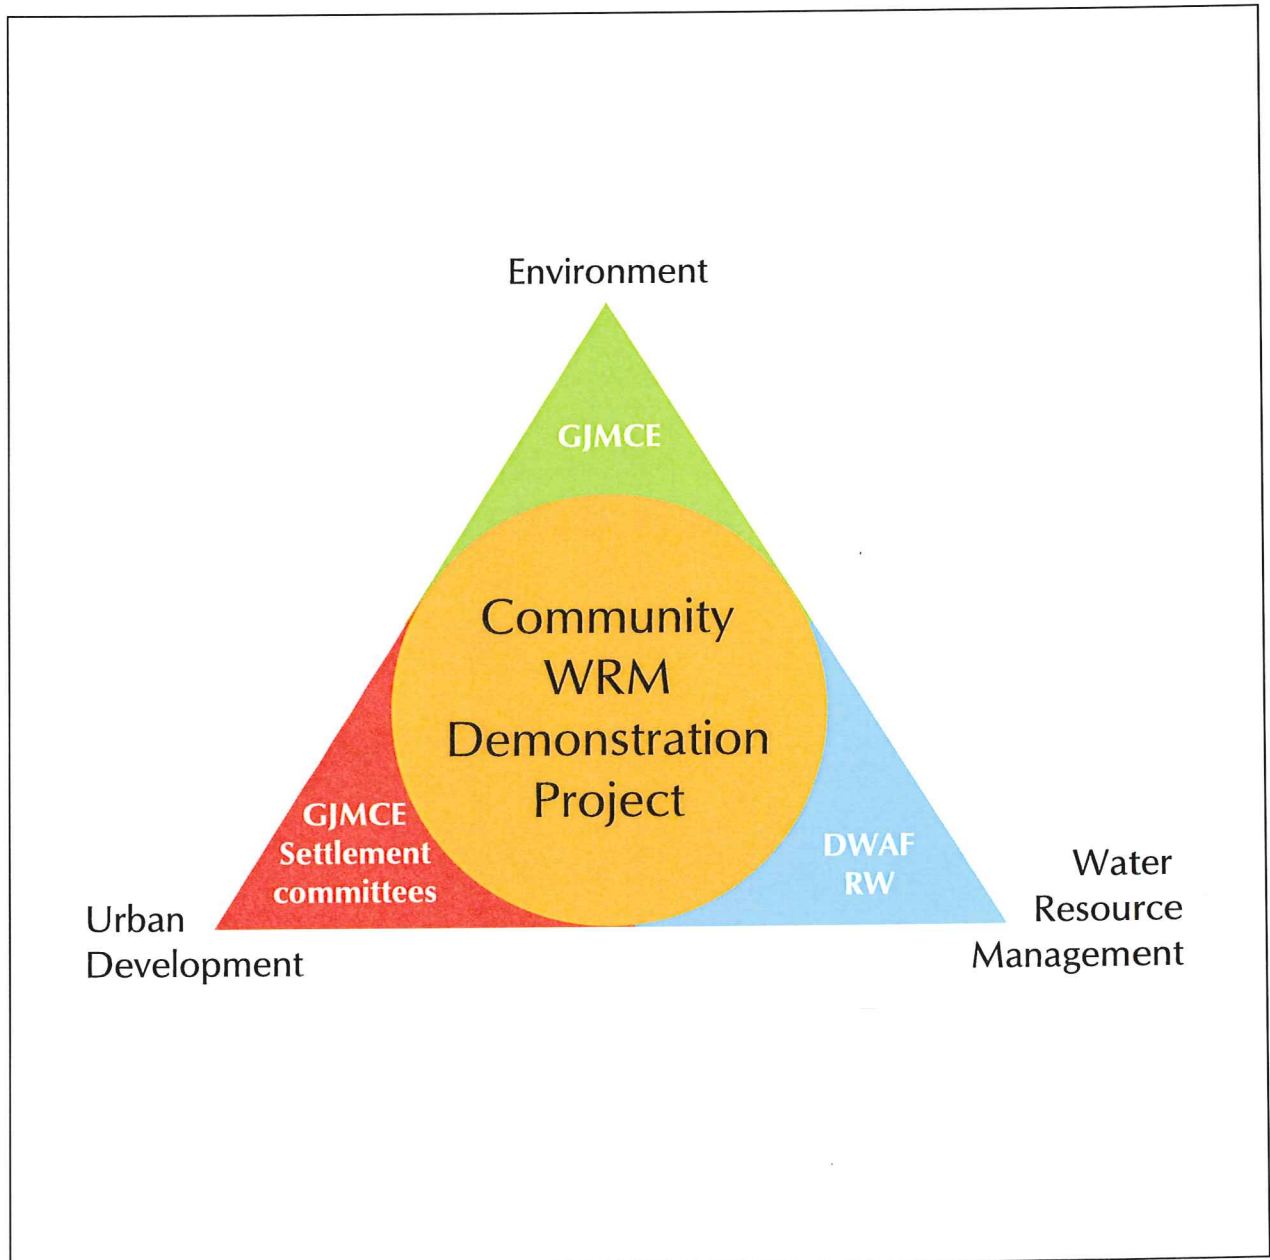 Environment
GJMCE
Community
WRM
Demonstration
Project
GJMCE
Settlement
committees
DWAF
RW
Urban
Development
Water
Resource
Management